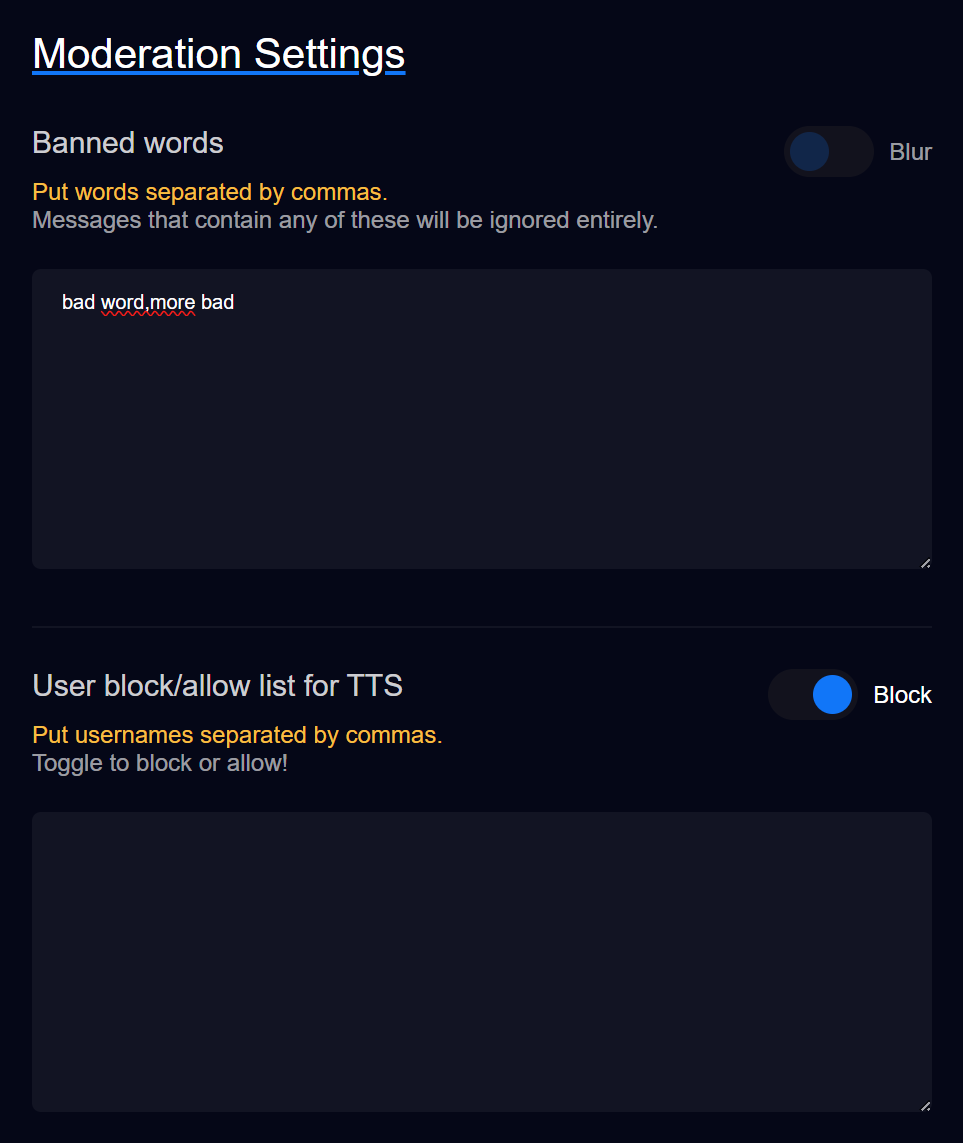 Moderation Settings
Banned words
Blur
Put words separated by commas.
Messages that contain any of these will be ignored entirely.
bad word,more bad
User block/allow list for TTS
Block
Put usernames separated by commas.
Toggle to block or allow!